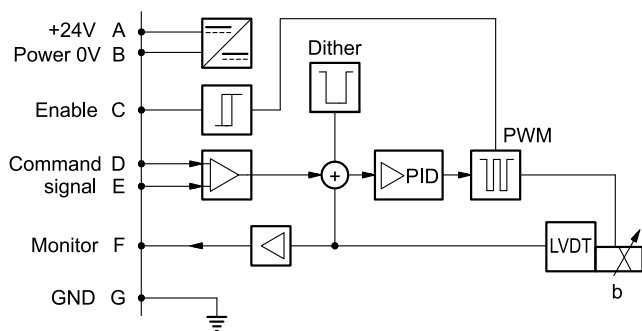 +24V A
Power 0V B
Dither
Enable C
PWM
Command D
signal E
PID
Monitor F
LVDT
b
GND G